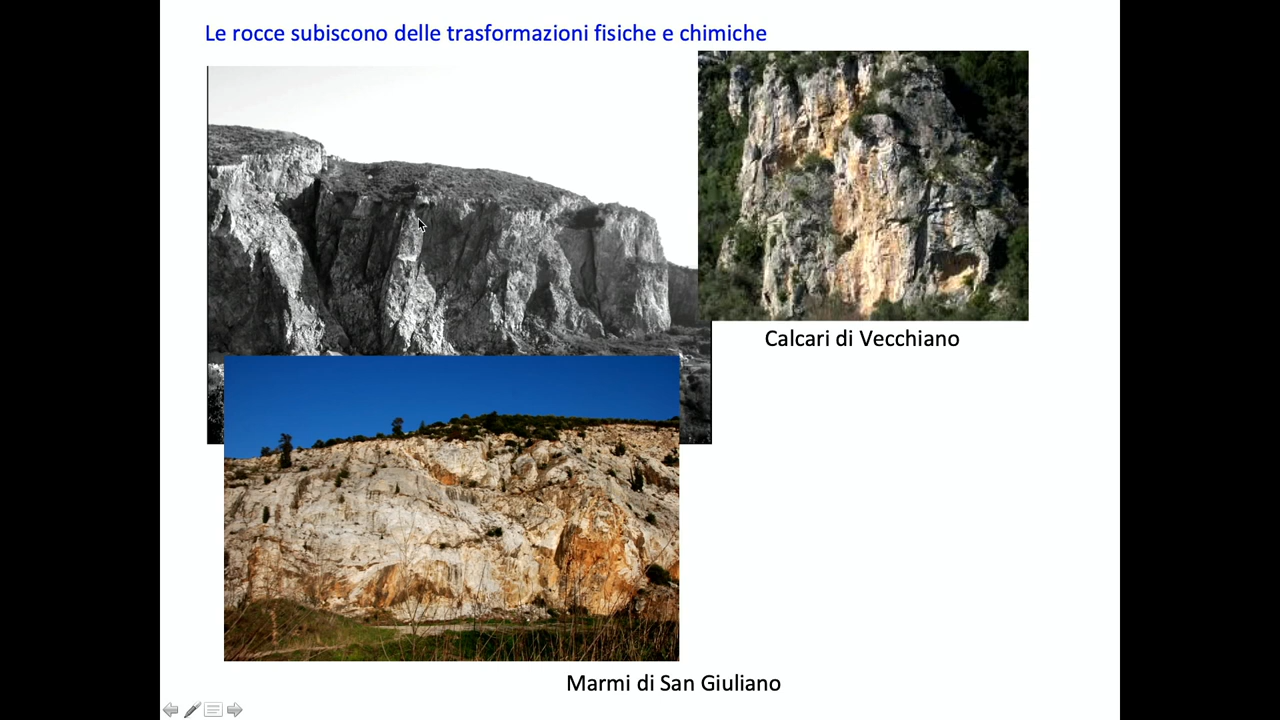 Le rocce subiscono delle trasformazioni fisiche e chimiche
Calcari di Vecchiano
Marmi di San Giuliano